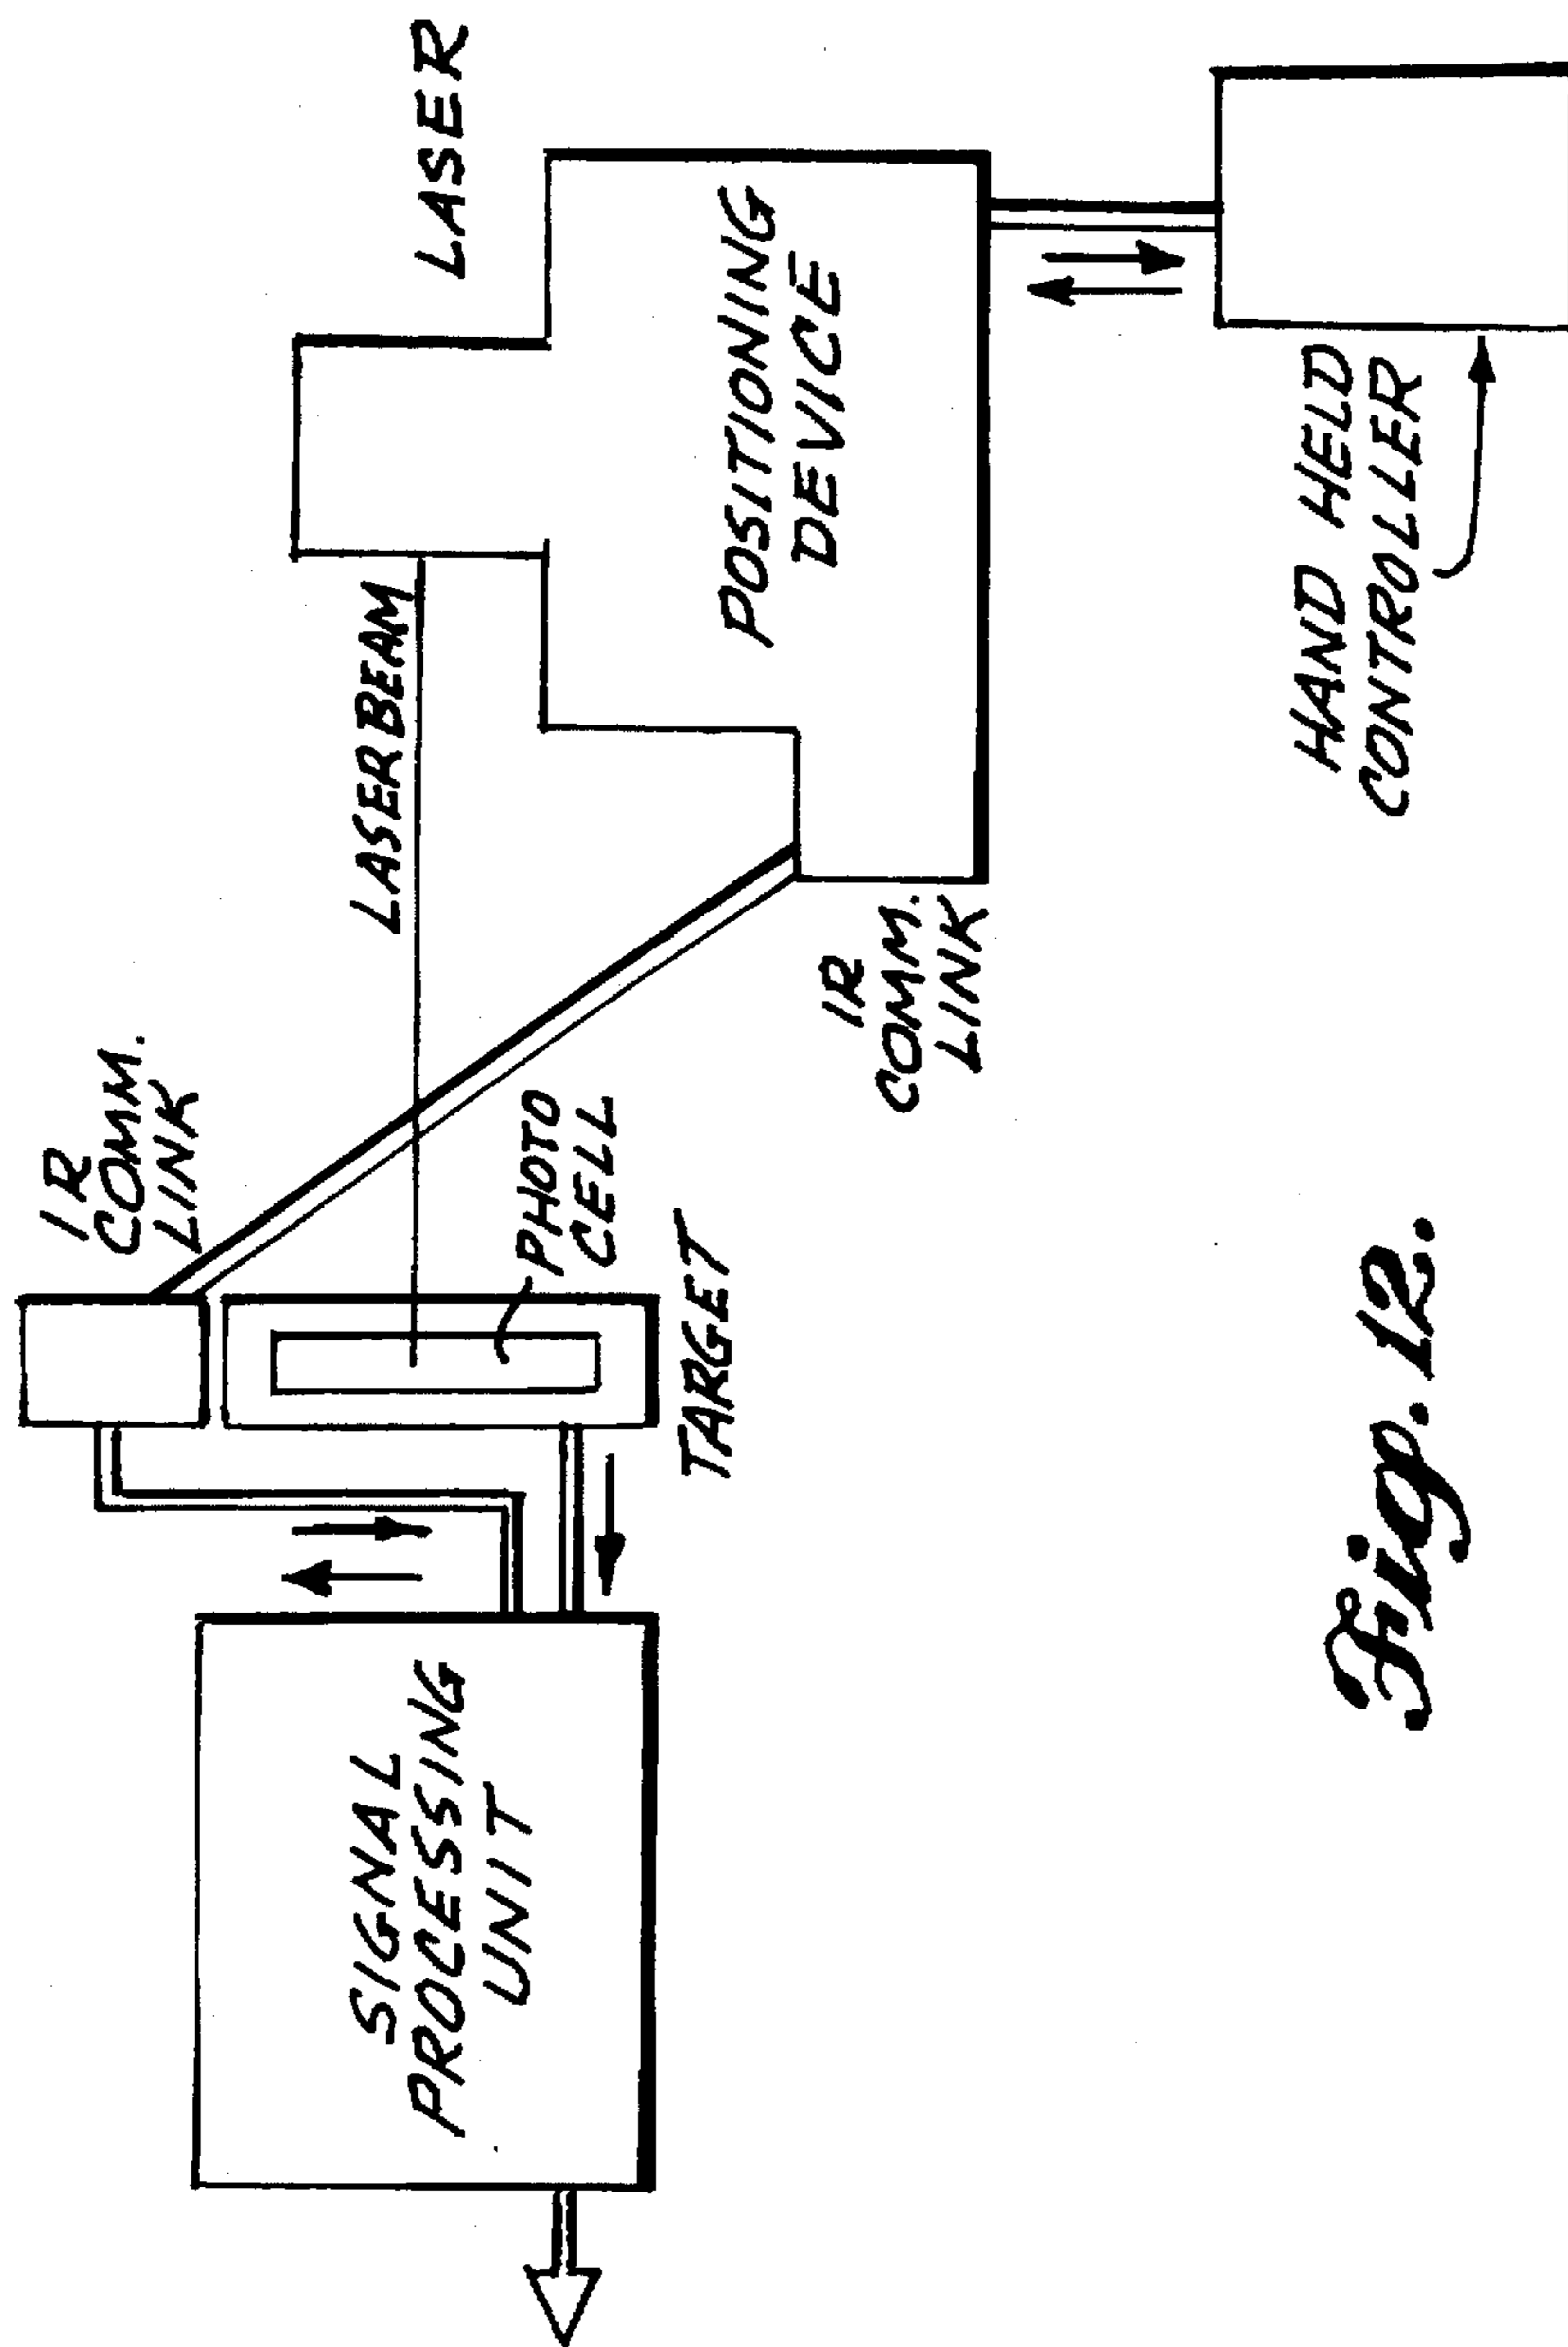 IR
COMM.
LINK
LASER
LASER BEAM
SIGNAL
PROCESSING
UNIT
PHOTO
CELL
TARGET
POSITIONING
DEVICE
IR
COMM.
LINK
HAND HELD
CONTROLLER
Fig. 12.